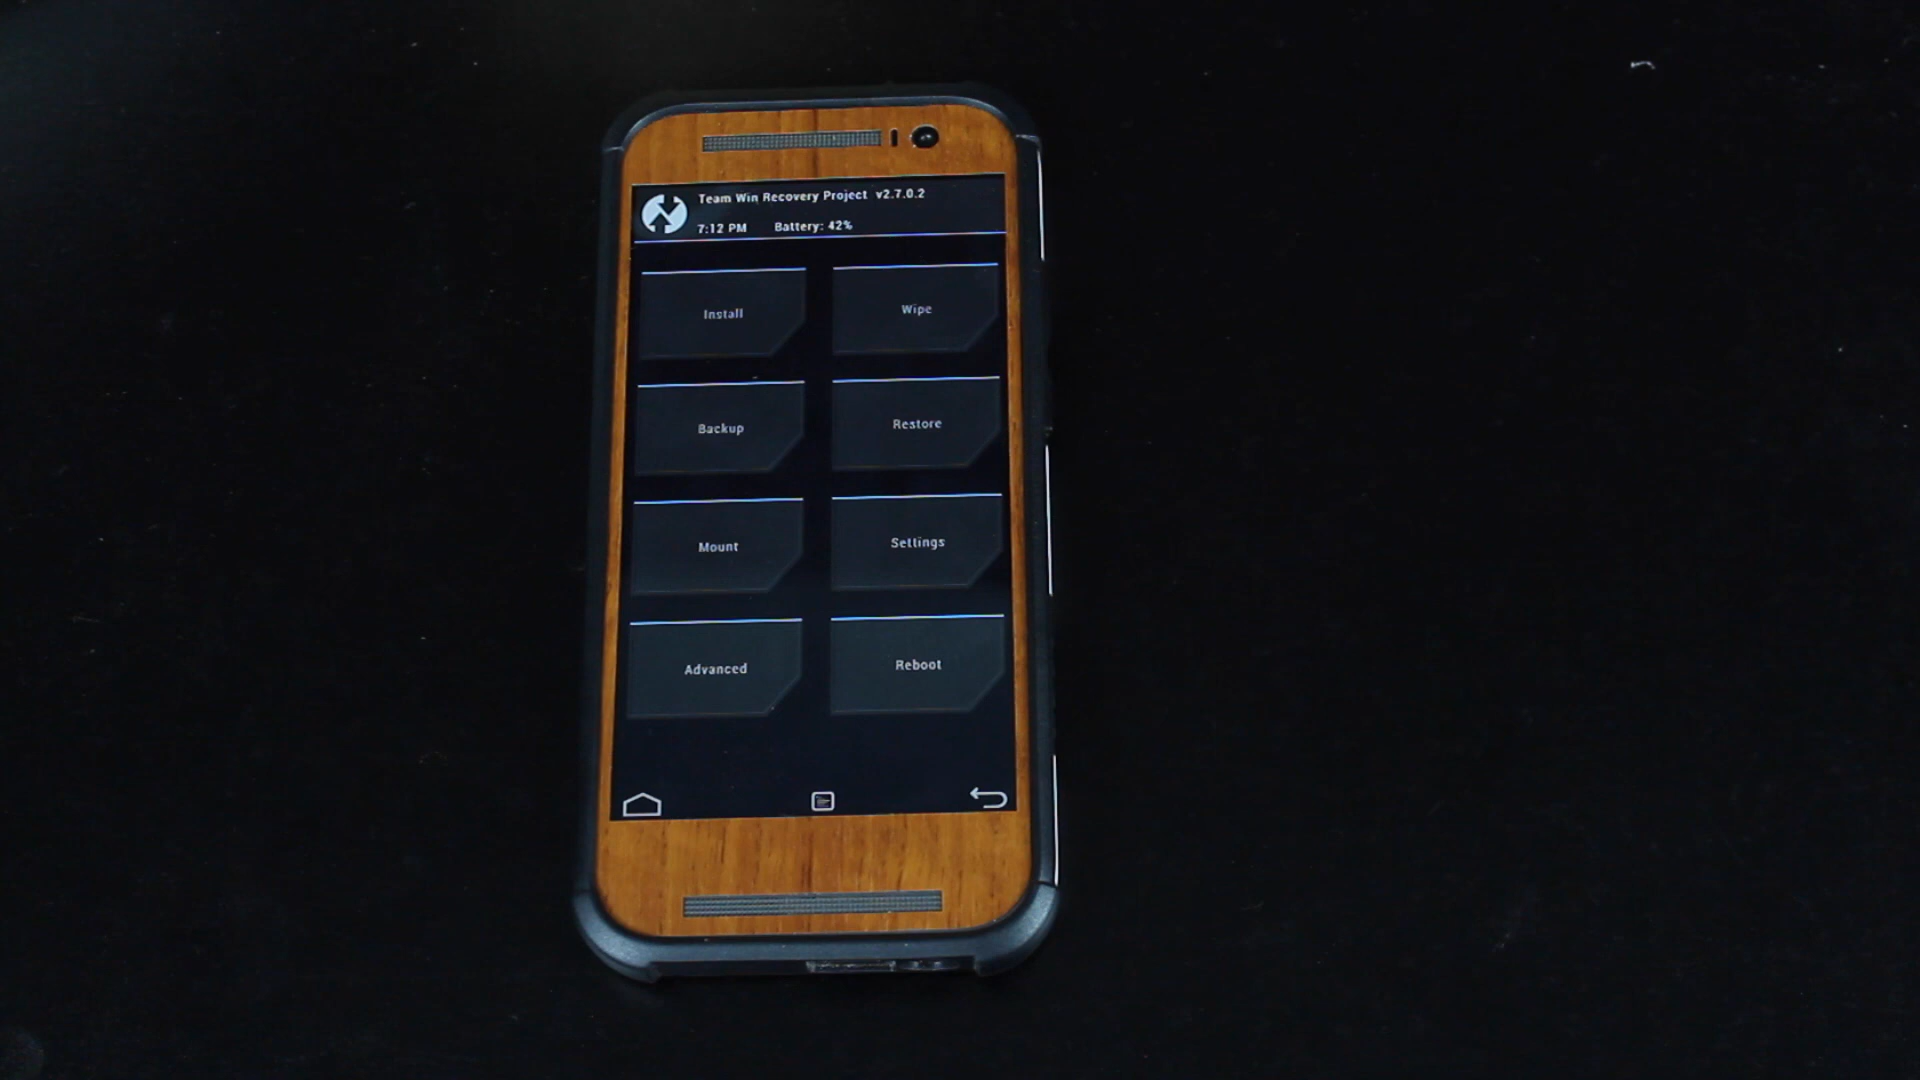 Team Win Recovery Project v2.7.0.2
7:12 PM Battery: 42%
Install
Wipe
Backup
Restore
Mount
Settings
Advanced
Reboot